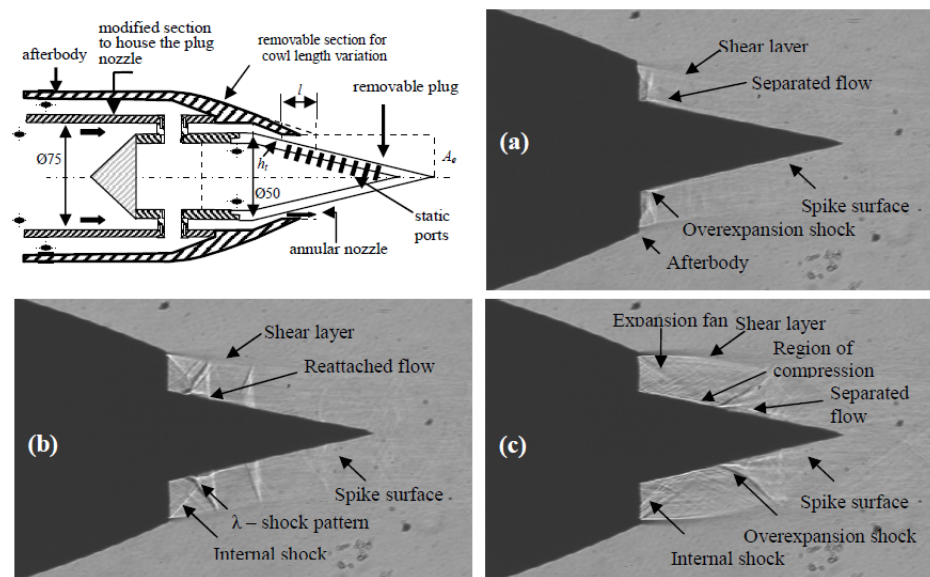 modified section
to house the plug
nozzle
afterbody
removable section for
cowl length variation
l
removable plug
Ø75
ht
Ø50
Ae
static
ports
annular nozzle
Shear layer
Separated flow
(a)
Spike surface
Overexpansion shock
Afterbody
Shear layer
Reattached flow
(b)
Spike surface
λ – shock pattern
Internal shock
Expansion fan
Shear layer
Region of
compression
Separated
flow
(c)
Spike surface
Overexpansion shock
Internal shock